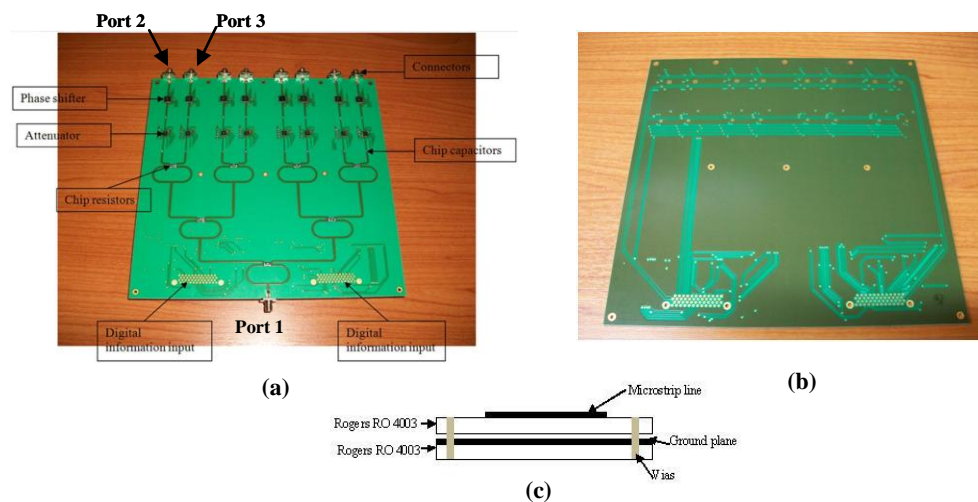 Port 2
Port 3
Connectors
Phase shifter
Attenuator
Chip capacitors
Chip resistors
Port 1
Digital
information input
Digital
information input
(a)
(b)
Microstrip line
Rogers RO 4003
Ground plane
Rogers RO 4003
Vias
(c)